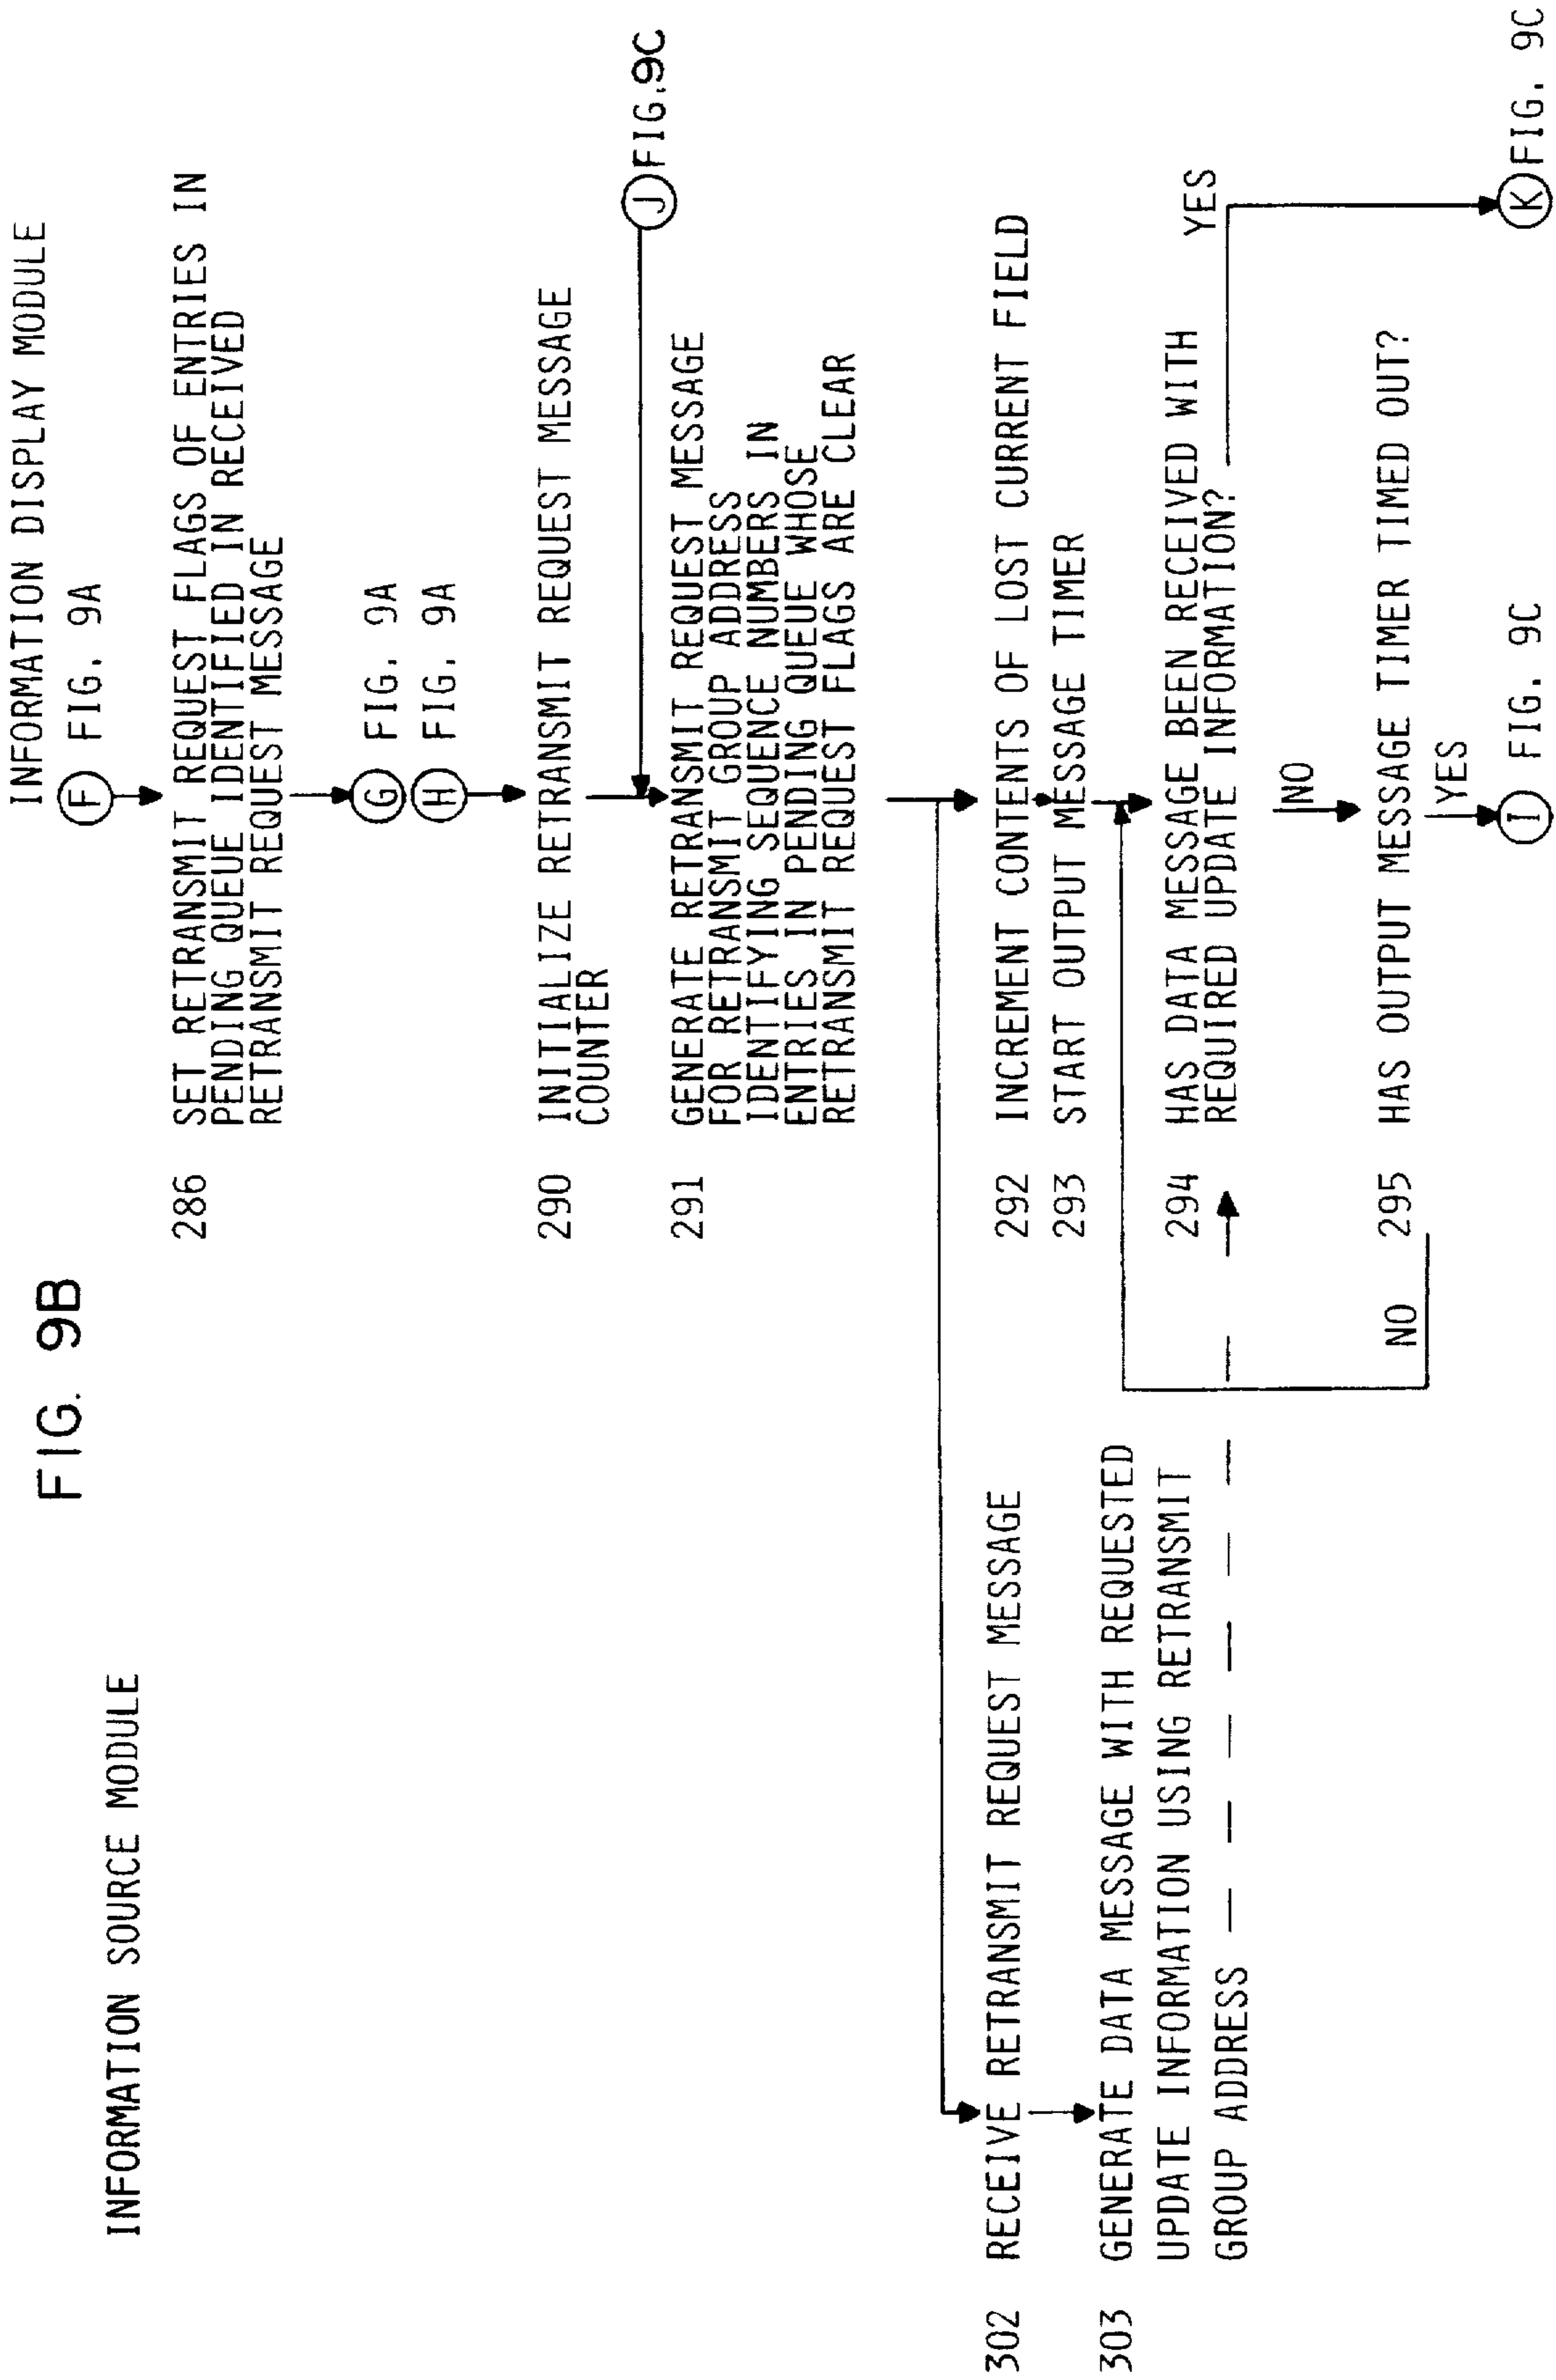 FIG. 9B
INFORMATION SOURCE MODULE
INFORMATION DISPLAY MODULE
F FIG. 9A
286 SET RETRANSMIT REQUEST FLAGS OF ENTRIES IN
PENDING QUEUE IDENTIFIED IN RECEIVED
RETRANSMIT REQUEST MESSAGE
G FIG. 9A
H FIG. 9A
290 INITIALIZE RETRANSMIT REQUEST MESSAGE
COUNTER
J FIG.9C
291 GENERATE RETRANSMIT REQUEST MESSAGE
FOR RETRANSMIT GROUP ADDRESS
IDENTIFYING SEQUENCE NUMBERS IN
ENTRIES IN PENDING QUEUE WHOSE
RETRANSMIT REQUEST FLAGS ARE CLEAR
302 RECEIVE RETRANSMIT REQUEST MESSAGE
303 GENERATE DATA MESSAGE WITH REQUESTED
UPDATE INFORMATION USING RETRANSMIT
GROUP ADDRESS
292 INCREMENT CONTENTS OF LOST CURRENT FIELD
293 START OUTPUT MESSAGE TIMER
294 HAS DATA MESSAGE BEEN RECEIVED WITH
REQUIRED UPDATE INFORMATION?
YES
NO
295 HAS OUTPUT MESSAGE TIMER TIMED OUT?
NO
YES
I FIG. 9C
K FIG. 9C